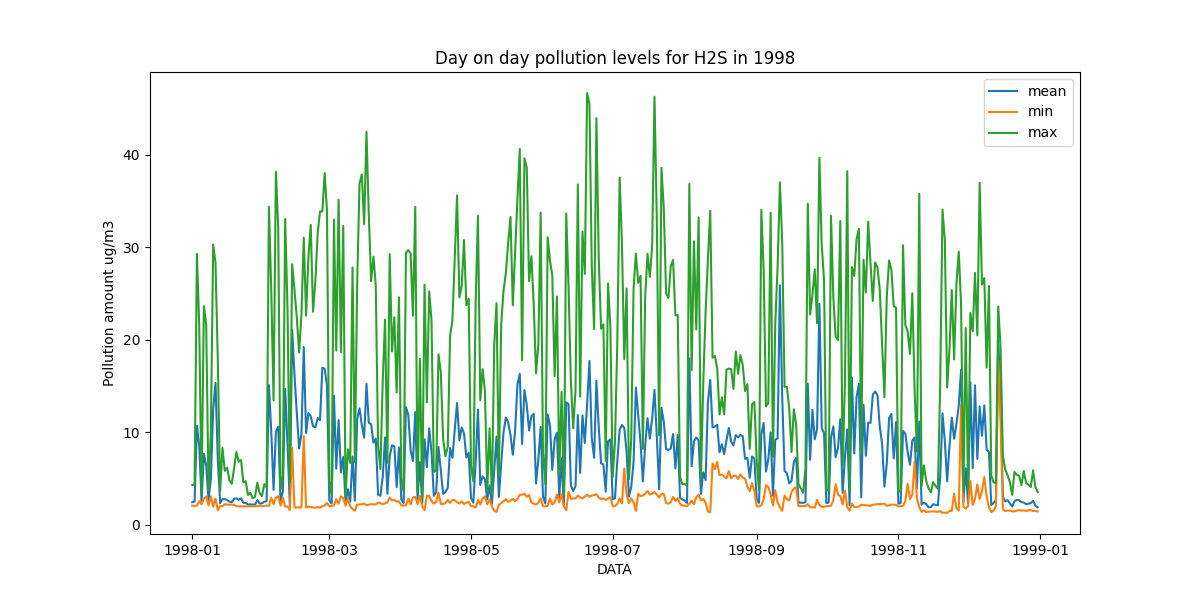 Day on day pollution levels for H2S in 1998
mean
min
max
Pollution amount ug/m3
40
30
20
10
0
1998-01
1998-03
1998-05
1998-07
1998-09
1998-11
1999-01
DATA